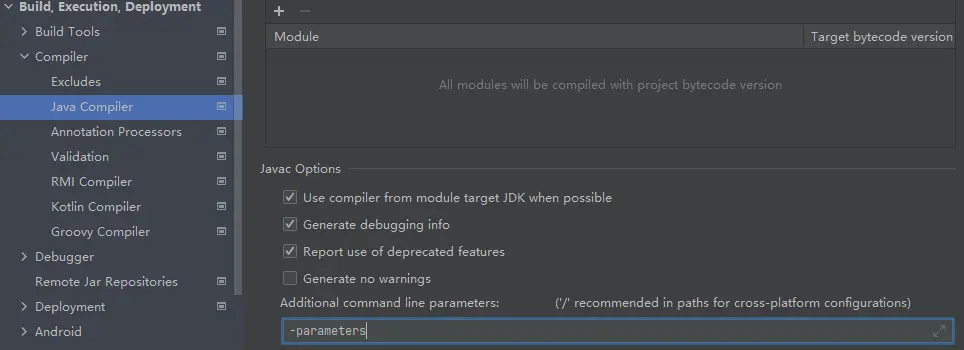 Build, Execution, Deployment
Build Tools
Compiler
Excludes
Java Compiler
Annotation Processors
Validation
RMI Compiler
Kotlin Compiler
Groovy Compiler
Debugger
Remote Jar Repositories
Deployment
Android
Module Target bytecode version
All modules will be compiled with project bytecode version
Javac Options
Use compiler from module target JDK when possible
Generate debugging info
Report use of deprecated features
Generate no warnings
Additional command line parameters: ('/' recommended in paths for cross-platform configurations)
-parameters